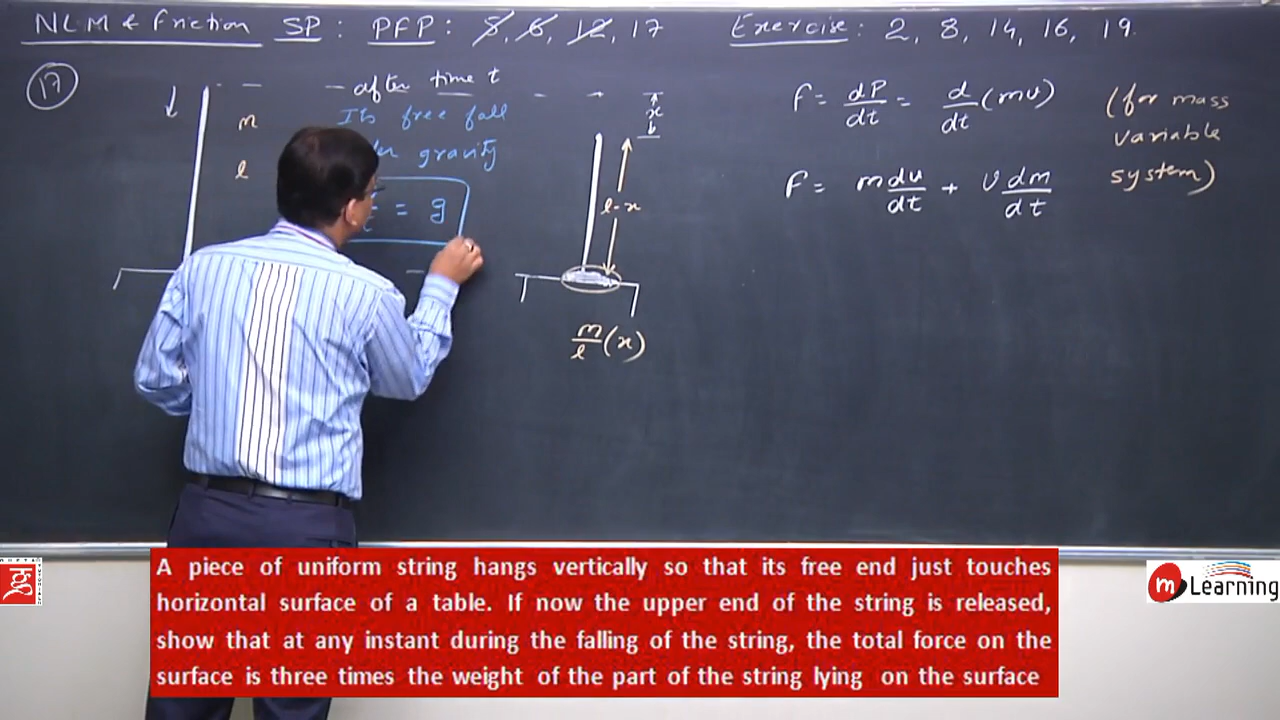 NLM & Friction SP : PFP : 5, 6, 12, 17 Exercise : 2, 8, 14, 16, 19
17
after time t
Its free fall
gravity
= g
m
l
x
l-x
m/l (x)
F = dP/dt = d/dt (mv) (for mass
variable
system)
F = m dv/dt + v dm/dt
A piece of uniform string hangs vertically so that its free end just touches
horizontal surface of a table. If now the upper end of the string is released,
show that at any instant during the falling of the string, the total force on the
surface is three times the weight of the part of the string lying on the surface
m Learning